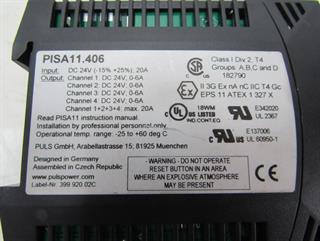 PISA11.406
Input: DC 24V (-15% +25%); 20A
Output: Channel 1: DC 24V, 0-6A
Channel 2: DC 24V, 0-6A
Channel 3: DC 24V, 0-6A
Channel 4: DC 24V, 0-6A
Channel 1+2+3+4: max. 20A
Read PISA11 instruction manual.
Installation by skilled personnel only.
Operational temp. range: -25 to +60 deg C
PULS GmbH, Arabellastrasse 15; 81925 Muenchen
Designed in Germany
Assembled in Czech Republic
www.pulspower.com
Label-Nr. 399.920.02C
Class I Div 2, T4
Groups: A,B,C and D
182790
II 3G Ex nA nC IIC T4 Gc
EPS 11 ATEX 1 327 X
18WM
IND.CONT.EQ
E342020
UL 2367
E137006
UL 60950-1
- WARNING - DO NOT OPERATE
RESET BUTTON IN AN AREA
WHERE AN EXPLOSIVE ATMOSPHERE
MAY BE PRESENT